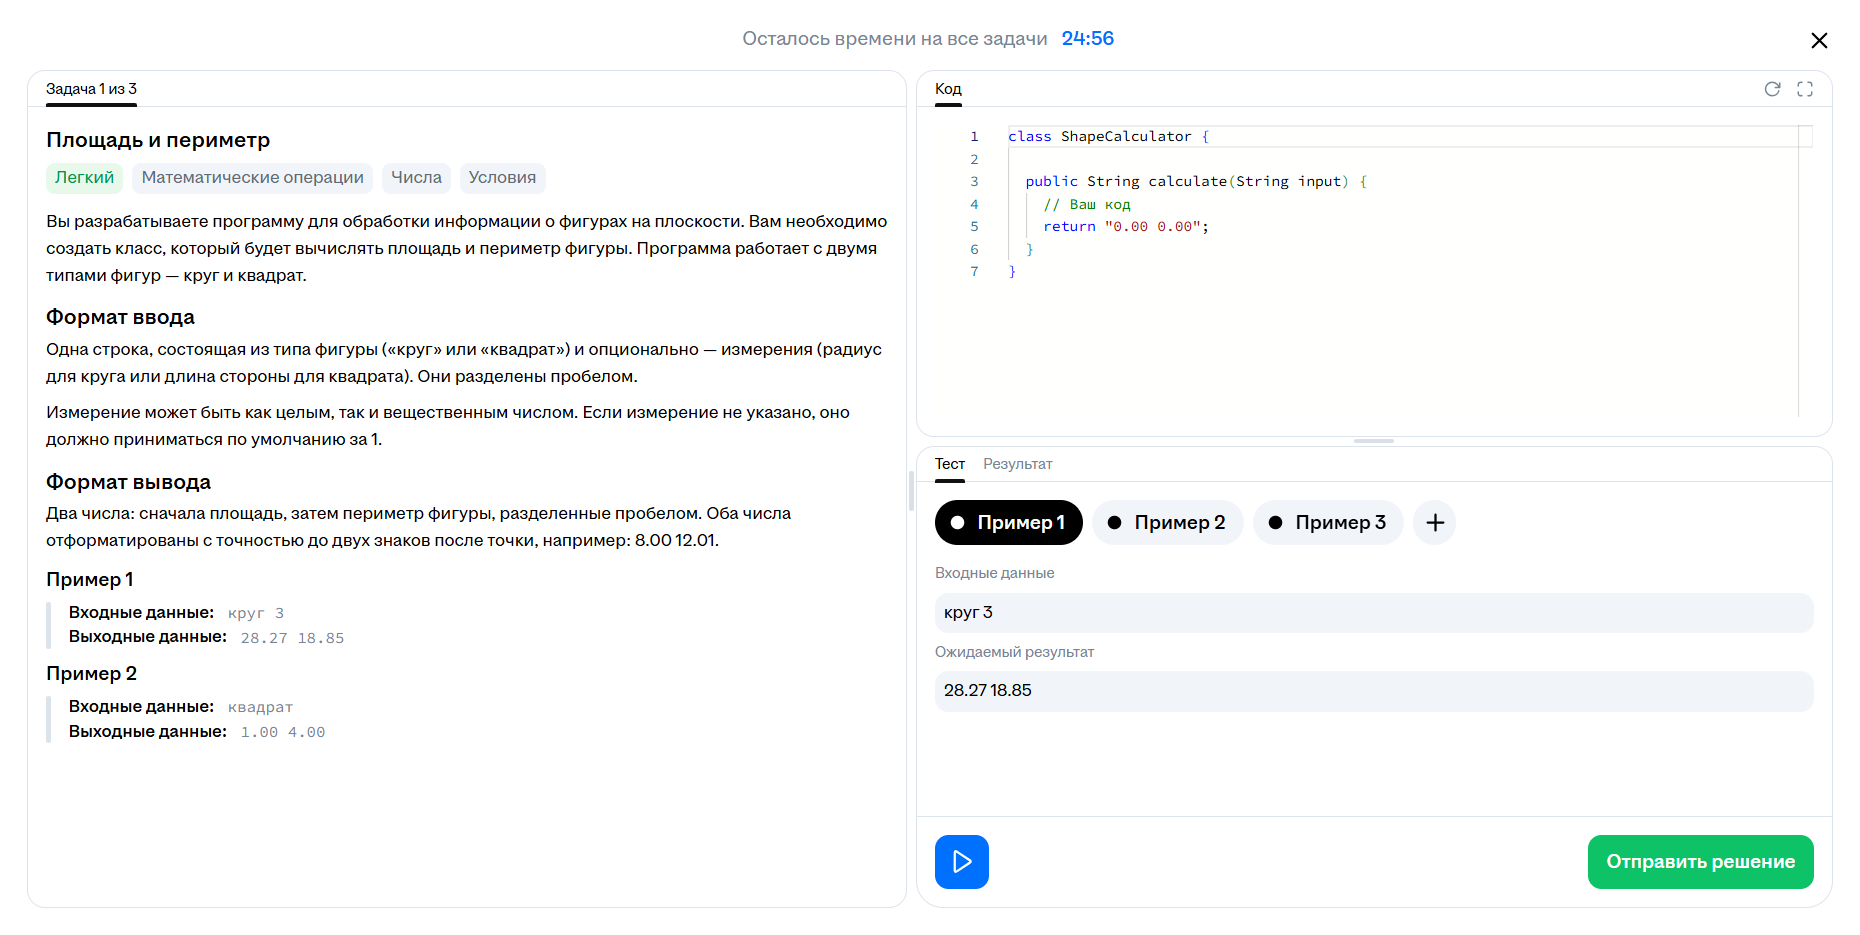 Осталось времени на все задачи 24:56
Задача 1 из 3
Площадь и периметр
Легкий Математические операции Числа Условия
Вы разрабатываете программу для обработки информации о фигурах на плоскости. Вам необходимо
создать класс, который будет вычислять площадь и периметр фигуры. Программа работает с двумя
типами фигур — круг и квадрат.
Формат ввода
Одна строка, состоящая из типа фигуры («круг» или «квадрат») и опционально — измерения (радиус
для круга или длина стороны для квадрата). Они разделены пробелом.
Измерение может быть как целым, так и вещественным числом. Если измерение не указано, оно
должно приниматься по умолчанию за 1.
Формат вывода
Два числа: сначала площадь, затем периметр фигуры, разделенные пробелом. Оба числа
отформатированы с точностью до двух знаков после точки, например: 8.00 12.01.
Пример 1
Входные данные: круг 3
Выходные данные: 28.27 18.85
Пример 2
Входные данные: квадрат
Выходные данные: 1.00 4.00
Код
1 class ShapeCalculator {
2
3 public String calculate(String input) {
4 // Ваш код
5 return "0.00 0.00";
6 }
7 }
Тест Результат
Пример 1 Пример 2 Пример 3 +
Входные данные
круг 3
Ожидаемый результат
28.27 18.85
Отправить решение